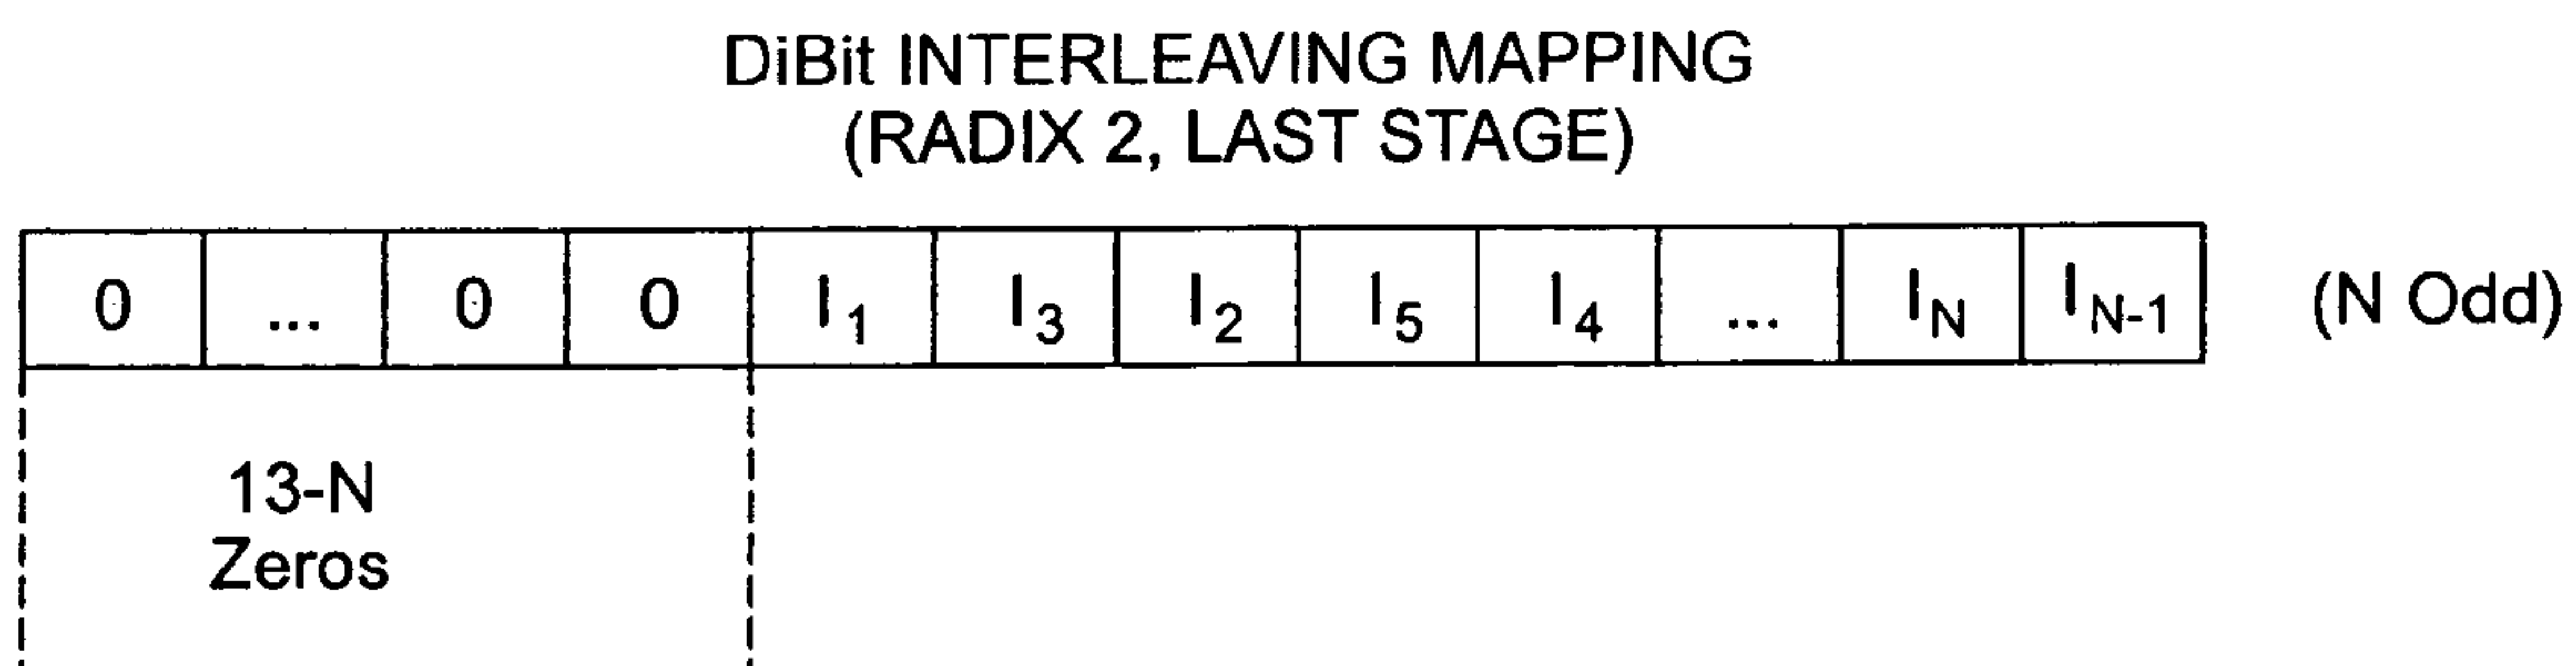 DiBit INTERLEAVING MAPPING
(RADIX 2, LAST STAGE)
0 ... 0 0 I1 I3 I2 I5 I4 ... IN IN-1 (N Odd)
13-N
Zeros